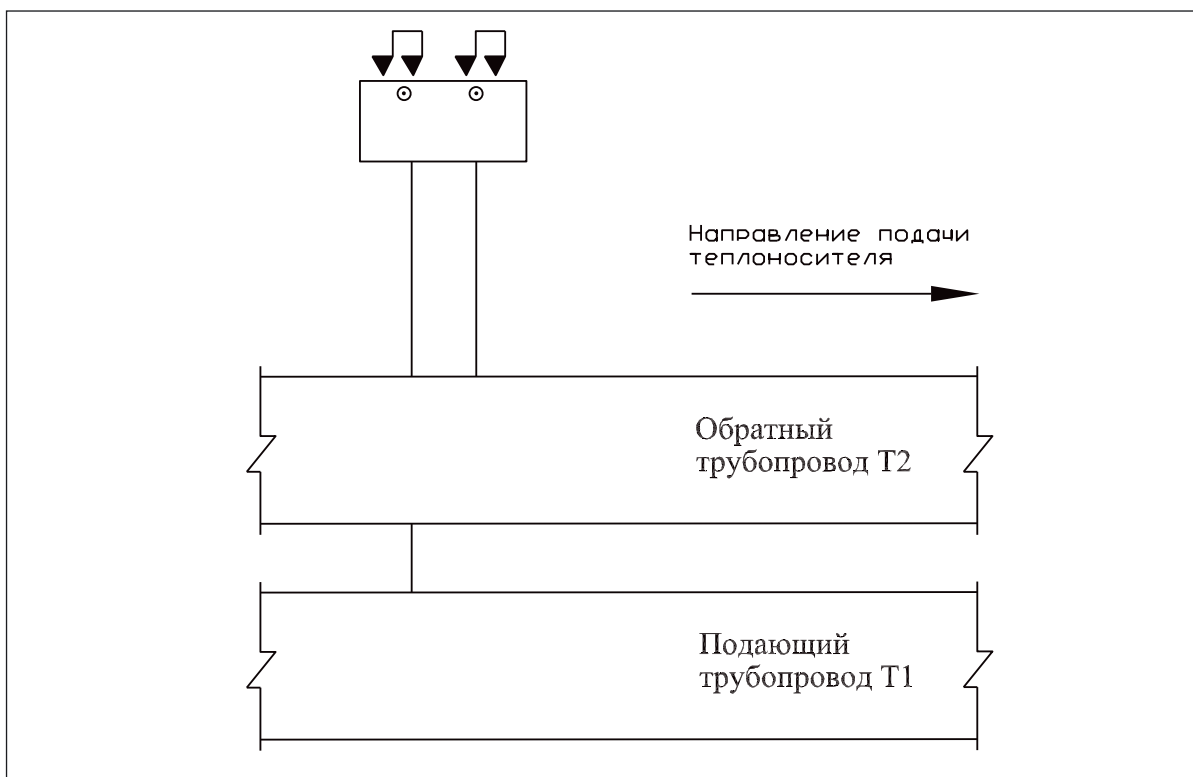 Направление подачи
теплоносителя
Обратный
трубопровод Т2
Подающий
трубопровод Т1